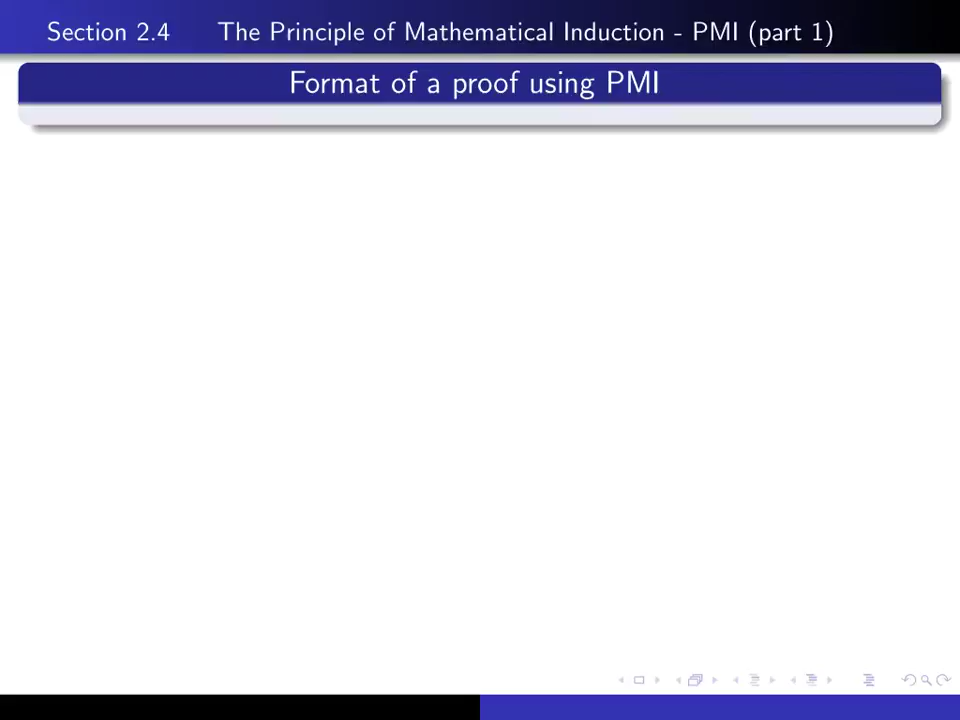 Section 2.4 The Principle of Mathematical Induction - PMI (part 1)
Format of a proof using PMI